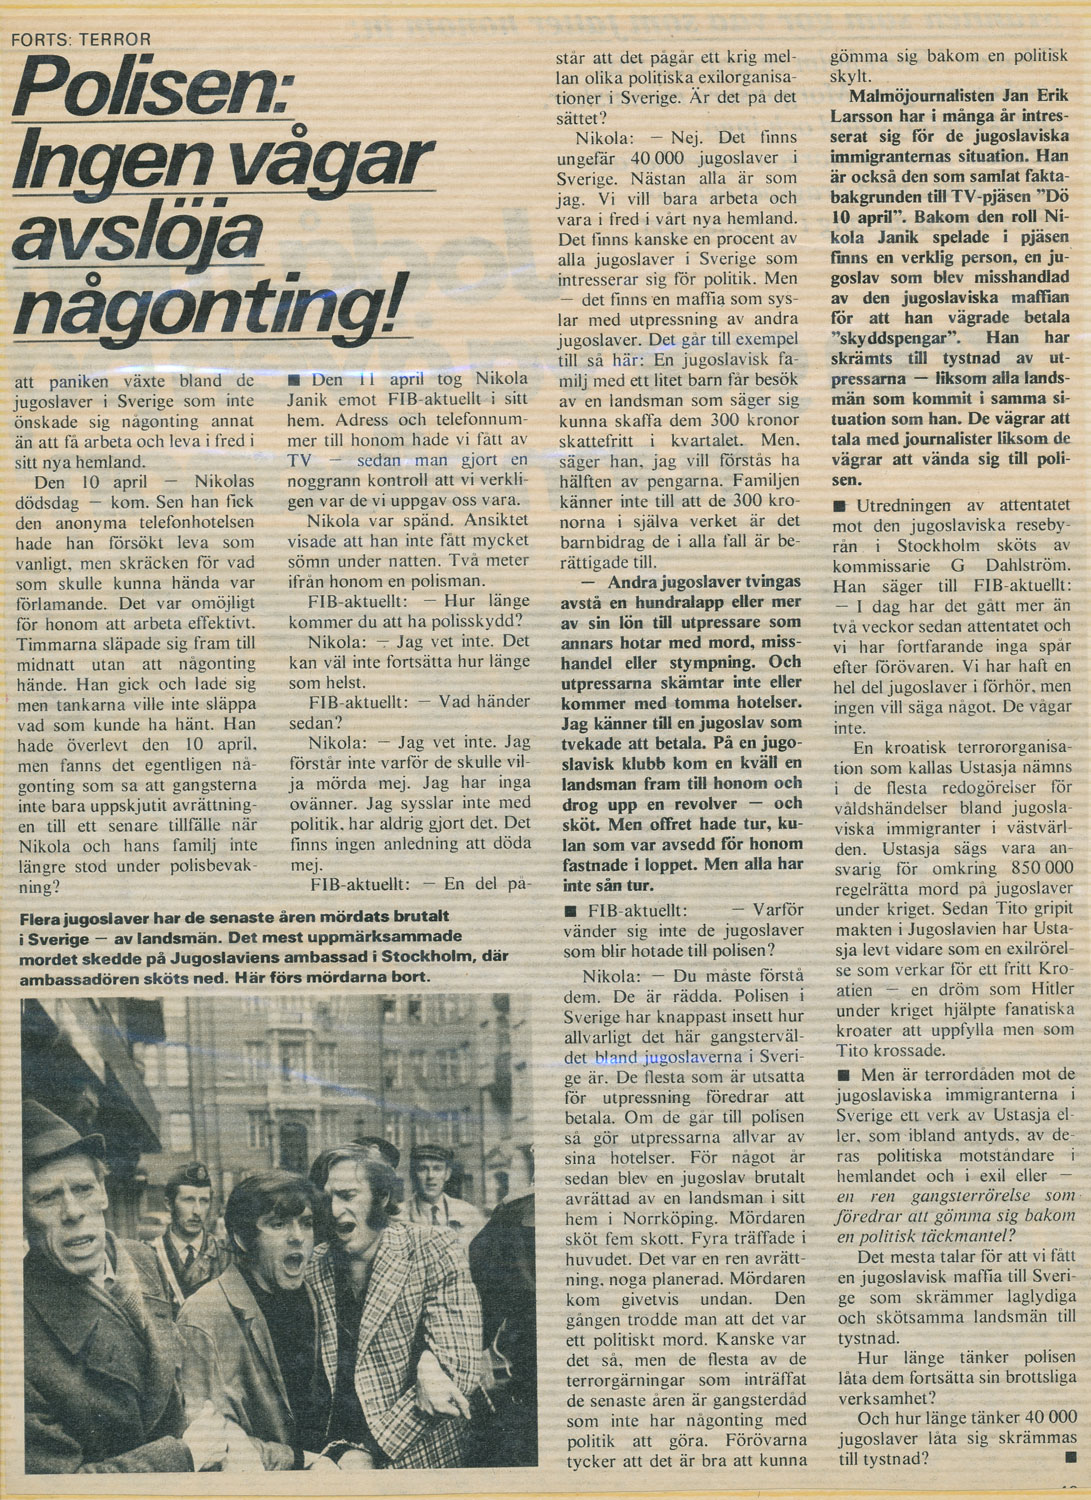 FORTS: TERROR
Polisen:
Ingen vågar
avslöja
någonting!
att paniken växte bland de
jugoslaver i Sverige som inte
önskade sig någonting annat
än att få arbeta och leva i fred i
sitt nya hemland.
Den 10 april — Nikolas
dödsdag — kom. Sen han fick
den anonyma telefonhotelsen
hade han försökt leva som
vanligt, men skräcken för vad
som skulle kunna hända var
förlamande. Det var omöjligt
för honom att arbeta effektivt.
Timmarna släpade sig fram till
midnatt utan att någonting
hände. Han gick och lade sig
men tankarna ville inte släppa
vad som kunde ha hänt. Han
hade överlevt den 10 april,
men fanns det egentligen nå-
gonting som sa att gangsterna
inte bara uppskjutit avrättning-
en till ett senare tillfälle när
Nikola och hans familj inte
längre stod under polisbevak-
ning?
■ Den 11 april tog Nikola
Janik emot FIB-aktuellt i sitt
hem. Adress och telefonnum-
mer till honom hade vi fått av
TV — sedan man gjort en
noggrann kontroll att vi verkli-
gen var de vi uppgav oss vara.
Nikola var spänd. Ansiktet
visade att han inte fått mycket
sömn under natten. Två meter
ifrån honom en polisman.
FIB-aktuellt: — Hur länge
kommer du att ha polisskydd?
Nikola: — Jag vet inte. Det
kan väl inte fortsätta hur länge
som helst.
FIB-aktuellt: — Vad händer
sedan?
Nikola: — Jag vet inte. Jag
förstår inte varför de skulle vil-
ja mörda mej. Jag har inga
ovänner. Jag sysslar inte med
politik, har aldrig gjort det. Det
finns ingen anledning att döda
mej.
FIB-aktuellt: — En del på-
står att det pågår ett krig mel-
lan olika politiska exilorganisa-
tioner i Sverige. Är det på det
sättet?
Nikola: — Nej. Det finns
ungefär 40 000 jugoslaver i
Sverige. Nästan alla är som
jag. Vi vill bara arbeta och
vara i fred i vårt nya hemland.
Det finns kanske en procent av
alla jugoslaver i Sverige som
intresserar sig för politik. Men
— det finns en maffia som sys-
lar med utpressning av andra
jugoslaver. Det går till exempel
till så här: En jugoslavisk fa-
milj med ett litet barn får besök
av en landsman som säger sig
kunna skaffa dem 300 kronor
skattefritt i kvartalet. Men,
säger han, jag vill förstås ha
hälften av pengarna. Familjen
känner inte till att de 300 kro-
norna i själva verket är det
barnbidrag de i alla fall är be-
rättigade till.
— Andra jugoslaver tvingas
avstå en hundralapp eller mer
av sin lön till utpressare som
annars hotar med mord, miss-
handel eller stympning. Och
utpressarna skämtar inte eller
kommer med tomma hotelser.
Jag känner till en jugoslav som
tvekade att betala. På en jugo-
slavisk klubb kom en kväll en
landsman fram till honom och
drog upp en revolver — och
sköt. Men offret hade tur, ku-
lan som var avsedd för honom
fastnade i loppet. Men alla har
inte sån tur.
■ FIB-aktuellt: — Varför
vänder sig inte de jugoslaver
som blir hotade till polisen?
Nikola: — Du måste förstå
dem. De är rädda. Polisen i
Sverige har knappast insett hur
allvarligt det här gangstervål-
det bland jugoslaverna i Sveri-
ge är. De flesta som är utsatta
för utpressning föredrar att
betala. Om de går till polisen
så gör utpressarna allvar av
sina hotelser. För något år
sedan blev en jugoslav brutalt
avrättad av en landsman i sitt
hem i Norrköping. Mördaren
sköt fem skott. Fyra träffade i
huvudet. Det var en ren avrätt-
ning, noga planerad. Mördaren
kom givetvis undan. Den
gången trodde man att det var
ett politiskt mord. Kanske var
det så, men de flesta av de
terrorgärningar som inträffat
de senaste åren är gangsterdåd
som inte har någonting med
politik att göra. Förövarna
tycker att det är bra att kunna
gömma sig bakom en politisk
skylt.
Malmöjournalisten Jan Erik
Larsson har i många år intres-
serat sig för de jugoslaviska
immigranternas situation. Han
är också den som samlat fakta-
bakgrunden till TV-pjäsen ”Dö
10 april”. Bakom den roll Ni-
kola Janik spelade i pjäsen
finns en verklig person, en ju-
goslav som blev misshandlad
av den jugoslaviska maffian
för att han vägrade betala
”skyddspengar”. Han har
skrämts till tystnad av ut-
pressarna — liksom alla lands-
män som kommit i samma si-
tuation som han. De vägrar att
tala med journalister liksom de
vägrar att vända sig till poli-
sen.
■ Utredningen av attentatet
mot den jugoslaviska reseby-
rån i Stockholm sköts av
kommissarie G Dahlström.
Han säger till FIB-aktuellt:
— I dag har det gått mer än
två veckor sedan attentatet och
vi har fortfarande inga spår
efter förövaren. Vi har haft en
hel del jugoslaver i förhör, men
ingen vill säga något. De vågar
inte.
En kroatisk terrororganisa-
tion som kallas Ustasja nämns
i de flesta redogörelser för
våldshändelser bland jugosla-
viska immigranter i västvärl-
den. Ustasja sägs vara an-
svarig för omkring 850 000
regelrätta mord på jugoslaver
under kriget. Sedan Tito gripit
makten i Jugoslavien har Usta-
sja levt vidare som en exilrörel-
se som verkar för ett fritt Kro-
atien — en dröm som Hitler
under kriget hjälpte fanatiska
kroater att uppfylla men som
Tito krossade.
■ Men är terrordåden mot de
jugoslaviska immigranterna i
Sverige ett verk av Ustasja el-
ler, som ibland antyds, av de-
ras politiska motståndare i
hemlandet och i exil eller —
en ren gangsterrörelse som
föredrar att gömma sig bakom
en politisk täckmantel?
Det mesta talar för att vi fått
en jugoslavisk maffia till Sveri-
ge som skrämmer laglydiga
och skötsamma landsmän till
tystnad.
Hur länge tänker polisen
låta dem fortsätta sin brottsliga
verksamhet?
Och hur länge tänker 40 000
jugoslaver låta sig skrämmas
till tystnad? ■
Flera jugoslaver har de senaste åren mördats brutalt
i Sverige — av landsmän. Det mest uppmärksammade
mordet skedde på Jugoslaviens ambassad i Stockholm, där
ambassadören sköts ned. Här förs mördarna bort.